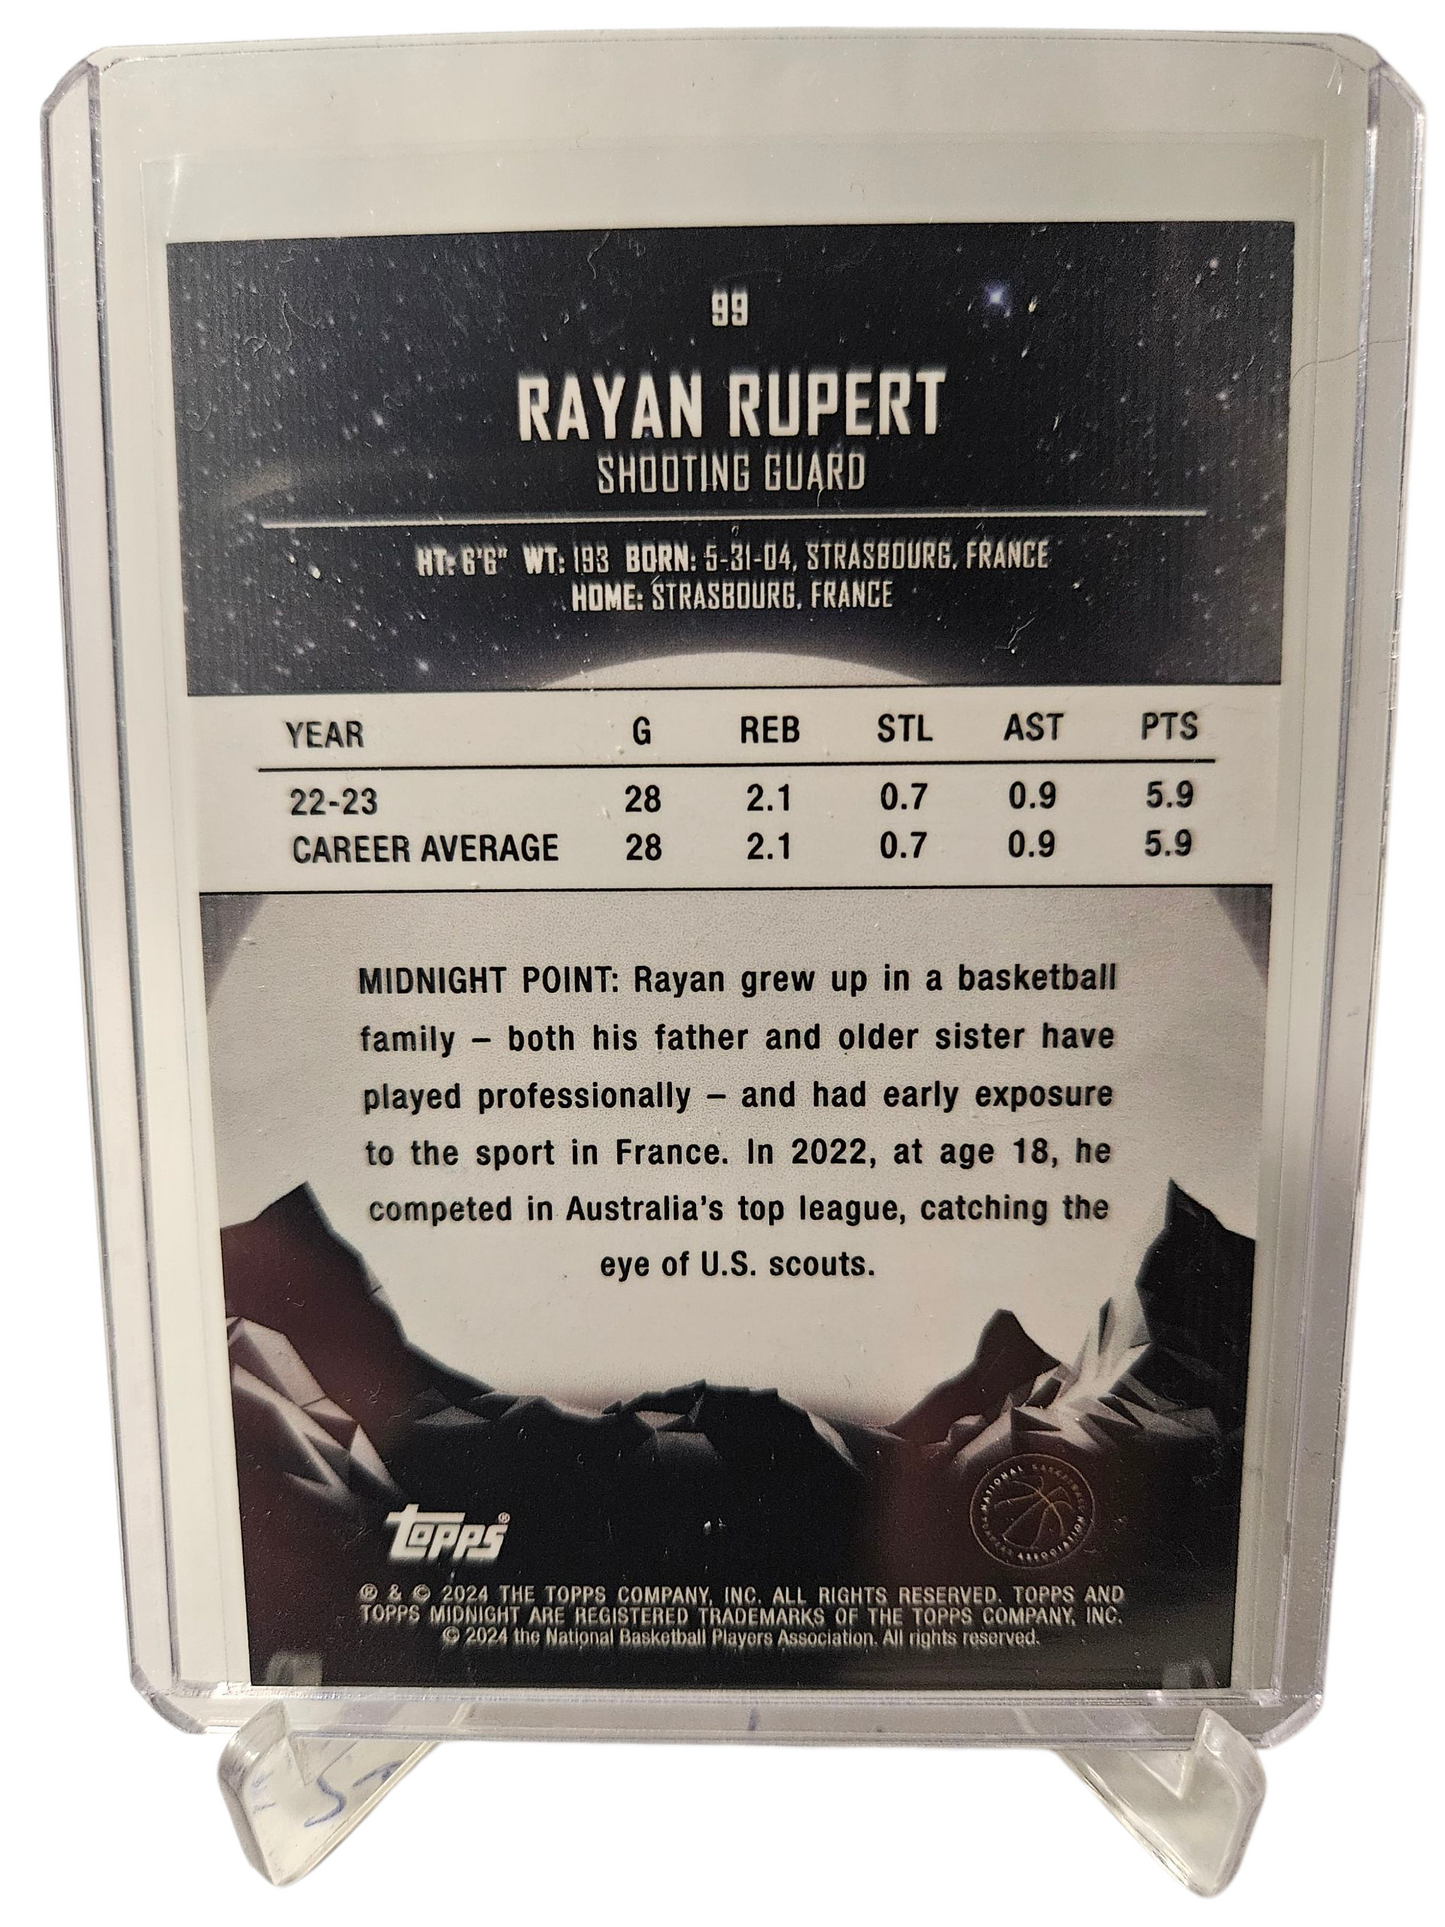 99
RAYAN RUPERT
SHOOTING GUARD
HT: 6'6" WT: 193 BORN: 5-31-04, STRASBOURG, FRANCE
HOME: STRASBOURG, FRANCE
YEAR G REB STL AST PTS
22-23 28 2.1 0.7 0.9 5.9
CAREER AVERAGE 28 2.1 0.7 0.9 5.9
MIDNIGHT POINT: Rayan grew up in a basketball
family – both his father and older sister have
played professionally – and had early exposure
to the sport in France. In 2022, at age 18, he
competed in Australia's top league, catching the
eye of U.S. scouts.
topps®
NATIONAL BASKETBALL PLAYERS ASSOCIATION
® & © 2024 THE TOPPS COMPANY, INC. ALL RIGHTS RESERVED. TOPPS AND
TOPPS MIDNIGHT ARE REGISTERED TRADEMARKS OF THE TOPPS COMPANY, INC.
© 2024 the National Basketball Players Association. All rights reserved.